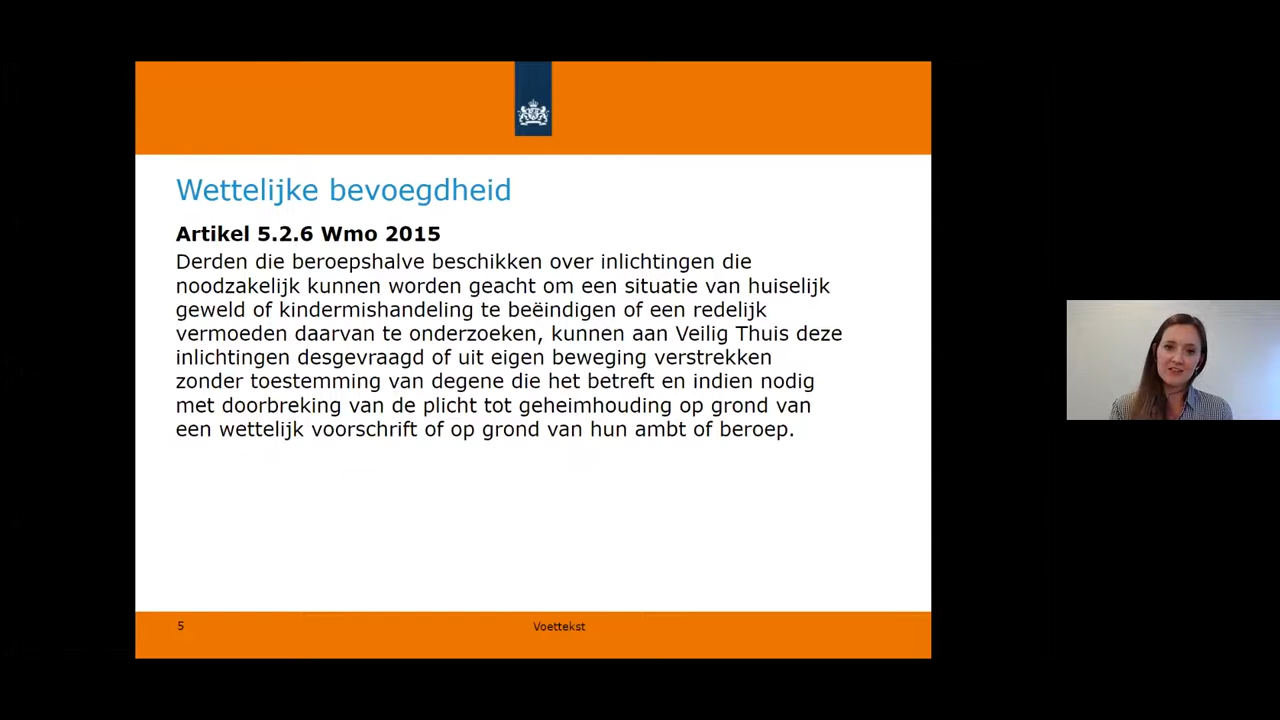 Wettelijke bevoegdheid
Artikel 5.2.6 Wmo 2015
Derden die beroepshalve beschikken over inlichtingen die
noodzakelijk kunnen worden geacht om een situatie van huiselijk
geweld of kindermishandeling te beëindigen of een redelijk
vermoeden daarvan te onderzoeken, kunnen aan Veilig Thuis deze
inlichtingen desgevraagd of uit eigen beweging verstrekken
zonder toestemming van degene die het betreft en indien nodig
met doorbreking van de plicht tot geheimhouding op grond van
een wettelijk voorschrift of op grond van hun ambt of beroep.
5
Voettekst